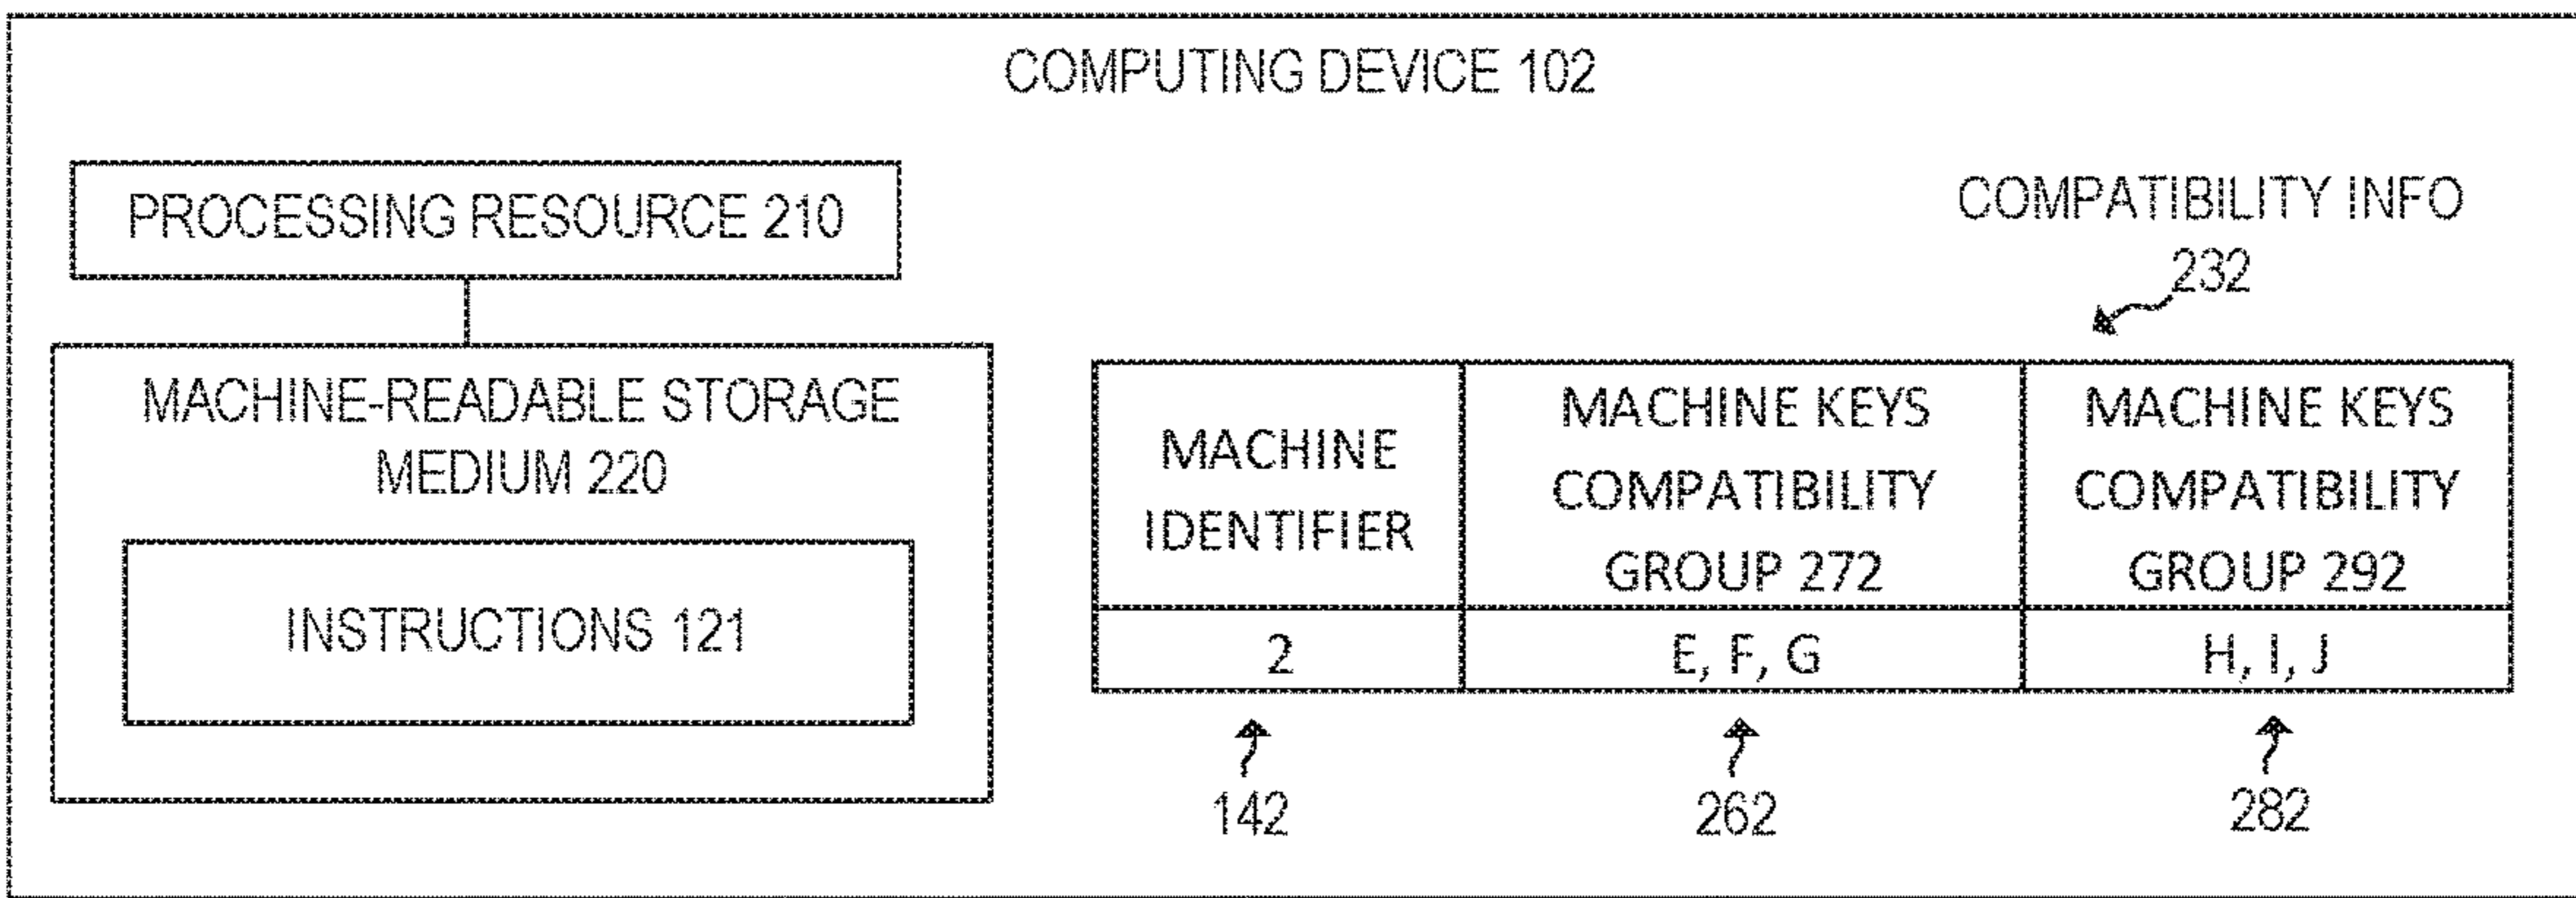 COMPUTING DEVICE 102
PROCESSING RESOURCE 210
MACHINE-READABLE STORAGE
MEDIUM 220
INSTRUCTIONS 121
COMPATIBILITY INFO
232
MACHINE
IDENTIFIER
MACHINE KEYS
COMPATIBILITY
GROUP 272
MACHINE KEYS
COMPATIBILITY
GROUP 292
2
E, F, G
H, I, J
142
262
282